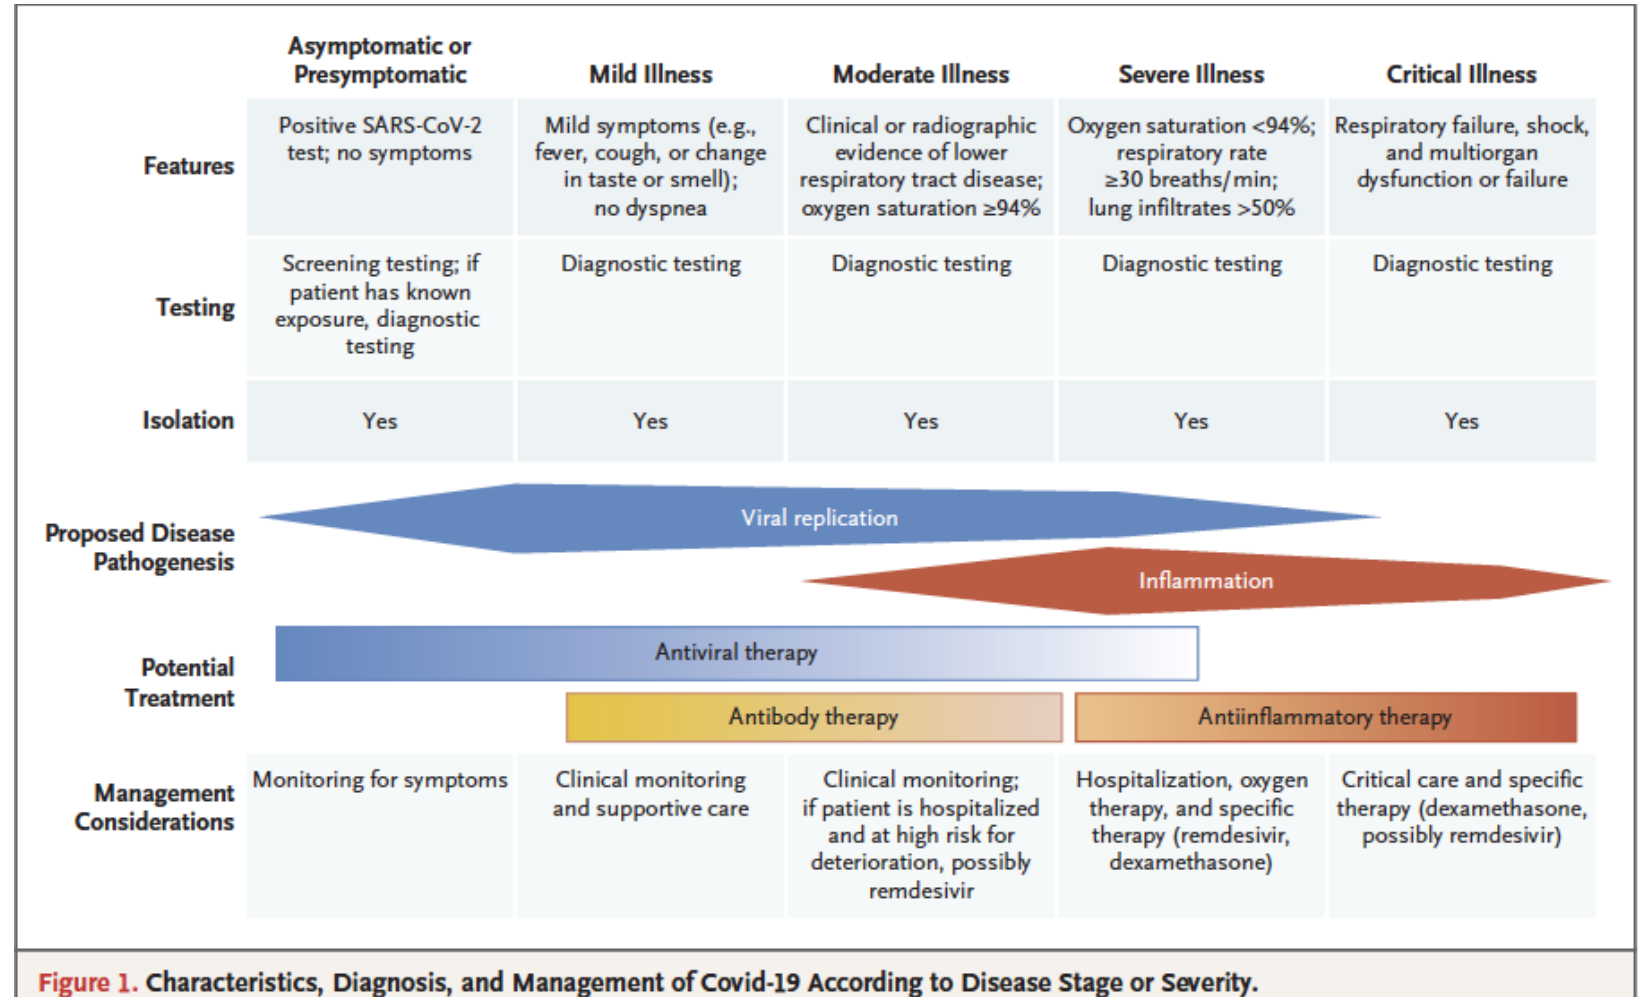 Asymptomatic or
Presymptomatic
Mild Illness
Moderate Illness
Severe Illness
Critical Illness
Features
Positive SARS-CoV-2
test; no symptoms
Mild symptoms (e.g.,
fever, cough, or change
in taste or smell);
no dyspnea
Clinical or radiographic
evidence of lower
respiratory tract disease;
oxygen saturation ≥94%
Oxygen saturation <94%;
respiratory rate
≥30 breaths/min;
lung infiltrates >50%
Respiratory failure, shock,
and multiorgan
dysfunction or failure
Testing
Screening testing; if
patient has known
exposure, diagnostic
testing
Diagnostic testing
Diagnostic testing
Diagnostic testing
Diagnostic testing
Isolation
Yes
Yes
Yes
Yes
Yes
Proposed Disease
Pathogenesis
Viral replication
Inflammation
Potential
Treatment
Antiviral therapy
Antibody therapy
Antiinflammatory therapy
Management
Considerations
Monitoring for symptoms
Clinical monitoring
and supportive care
Clinical monitoring;
if patient is hospitalized
and at high risk for
deterioration, possibly
remdesivir
Hospitalization, oxygen
therapy, and specific
therapy (remdesivir,
dexamethasone)
Critical care and specific
therapy (dexamethasone,
possibly remdesivir)
Figure 1. Characteristics, Diagnosis, and Management of Covid-19 According to Disease Stage or Severity.